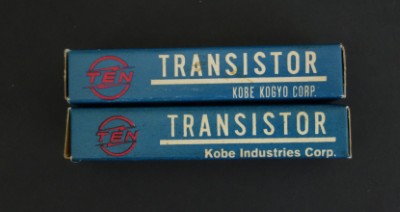 TEN
TRANSISTOR
KOBE KOGYO CORP.
TEN
TRANSISTOR
Kobe Industries Corp.